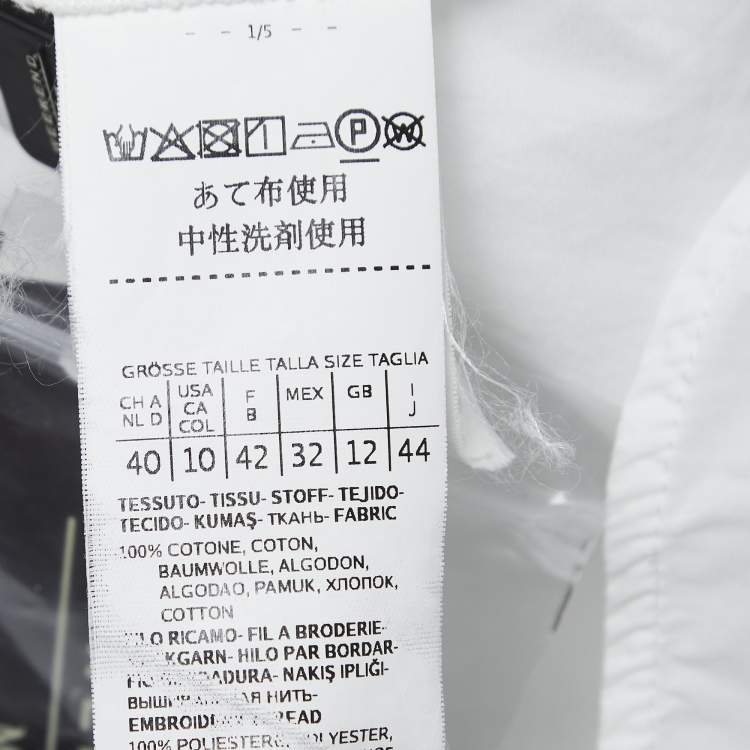 - - 1/5 - -
WEEKEND
P W
あて布使用
中性洗剤使用
GRÖSSE TAILLE TALLA SIZE TAGLIA
CH A NL D USA CA COL F B MEX GB I J
40 10 42 32 12 44
TESSUTO- TISSU- STOFF- TEJIDO-
TECIDO- KUMAŞ- ТКАНЬ- FABRIC
100% COTONE, COTON,
BAUMWOLLE, ALGODON,
ALGODAO, PAMUK, ХЛОПОК,
COTTON
FILO RICAMO- FIL A BRODERIE-
HILO PAR BORDAR-
NAKIŞ IPLIĞI-
НИТЬ-
EMBROIDERY THREAD
100% POLIESTERE, POLYESTER,